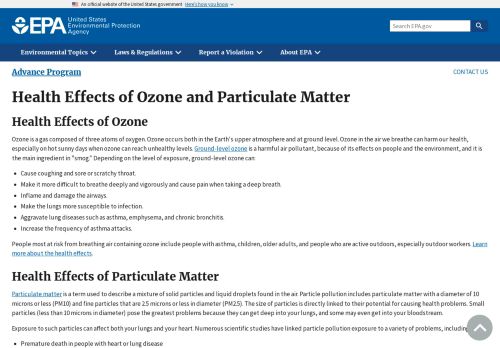 An official website of the United States government Here's how you know
EPA United States
Environmental Protection
Agency
Search EPA.gov
Environmental Topics Laws & Regulations Report a Violation About EPA
Advance Program CONTACT US
Health Effects of Ozone and Particulate Matter
Health Effects of Ozone
Ozone is a gas composed of three atoms of oxygen. Ozone occurs both in the Earth's upper atmosphere and at ground level. Ozone in the air we breathe can harm our health,
especially on hot sunny days when ozone can reach unhealthy levels. Ground-level ozone is a harmful air pollutant, because of its effects on people and the environment, and it is
the main ingredient in "smog." Depending on the level of exposure, ground-level ozone can:
• Cause coughing and sore or scratchy throat.
• Make it more difficult to breathe deeply and vigorously and cause pain when taking a deep breath.
• Inflame and damage the airways.
• Make the lungs more susceptible to infection.
• Aggravate lung diseases such as asthma, emphysema, and chronic bronchitis.
• Increase the frequency of asthma attacks.
People most at risk from breathing air containing ozone include people with asthma, children, older adults, and people who are active outdoors, especially outdoor workers. Learn
more about the health effects.
Health Effects of Particulate Matter
Particulate matter is a term used to describe a mixture of solid particles and liquid droplets found in the air. Particle pollution includes particulate matter with a diameter of 10
microns or less (PM10) and fine particles that are 2.5 microns or less in diameter (PM2.5). The size of particles is directly linked to their potential for causing health problems. Small
particles (less than 10 microns in diameter) pose the greatest problems because they can get deep into your lungs, and some may even get into your bloodstream.
Exposure to such particles can affect both your lungs and your heart. Numerous scientific studies have linked particle pollution exposure to a variety of problems, including
• Premature death in people with heart or lung disease